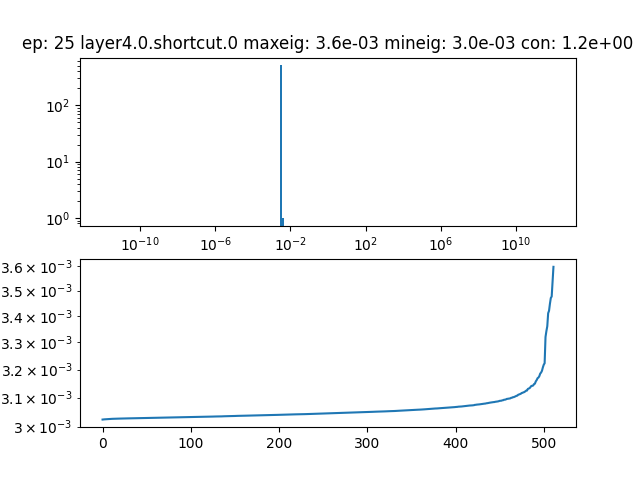 ep: 25 layer4.0.shortcut.0 maxeig: 3.6e-03 mineig: 3.0e-03 con: 1.2e+00
10²
10¹
10⁰
10⁻¹⁰ 10⁻⁶ 10⁻² 10² 10⁶ 10¹⁰
3.6 × 10⁻³
3.5 × 10⁻³
3.4 × 10⁻³
3.3 × 10⁻³
3.2 × 10⁻³
3.1 × 10⁻³
3 × 10⁻³
0 100 200 300 400 500